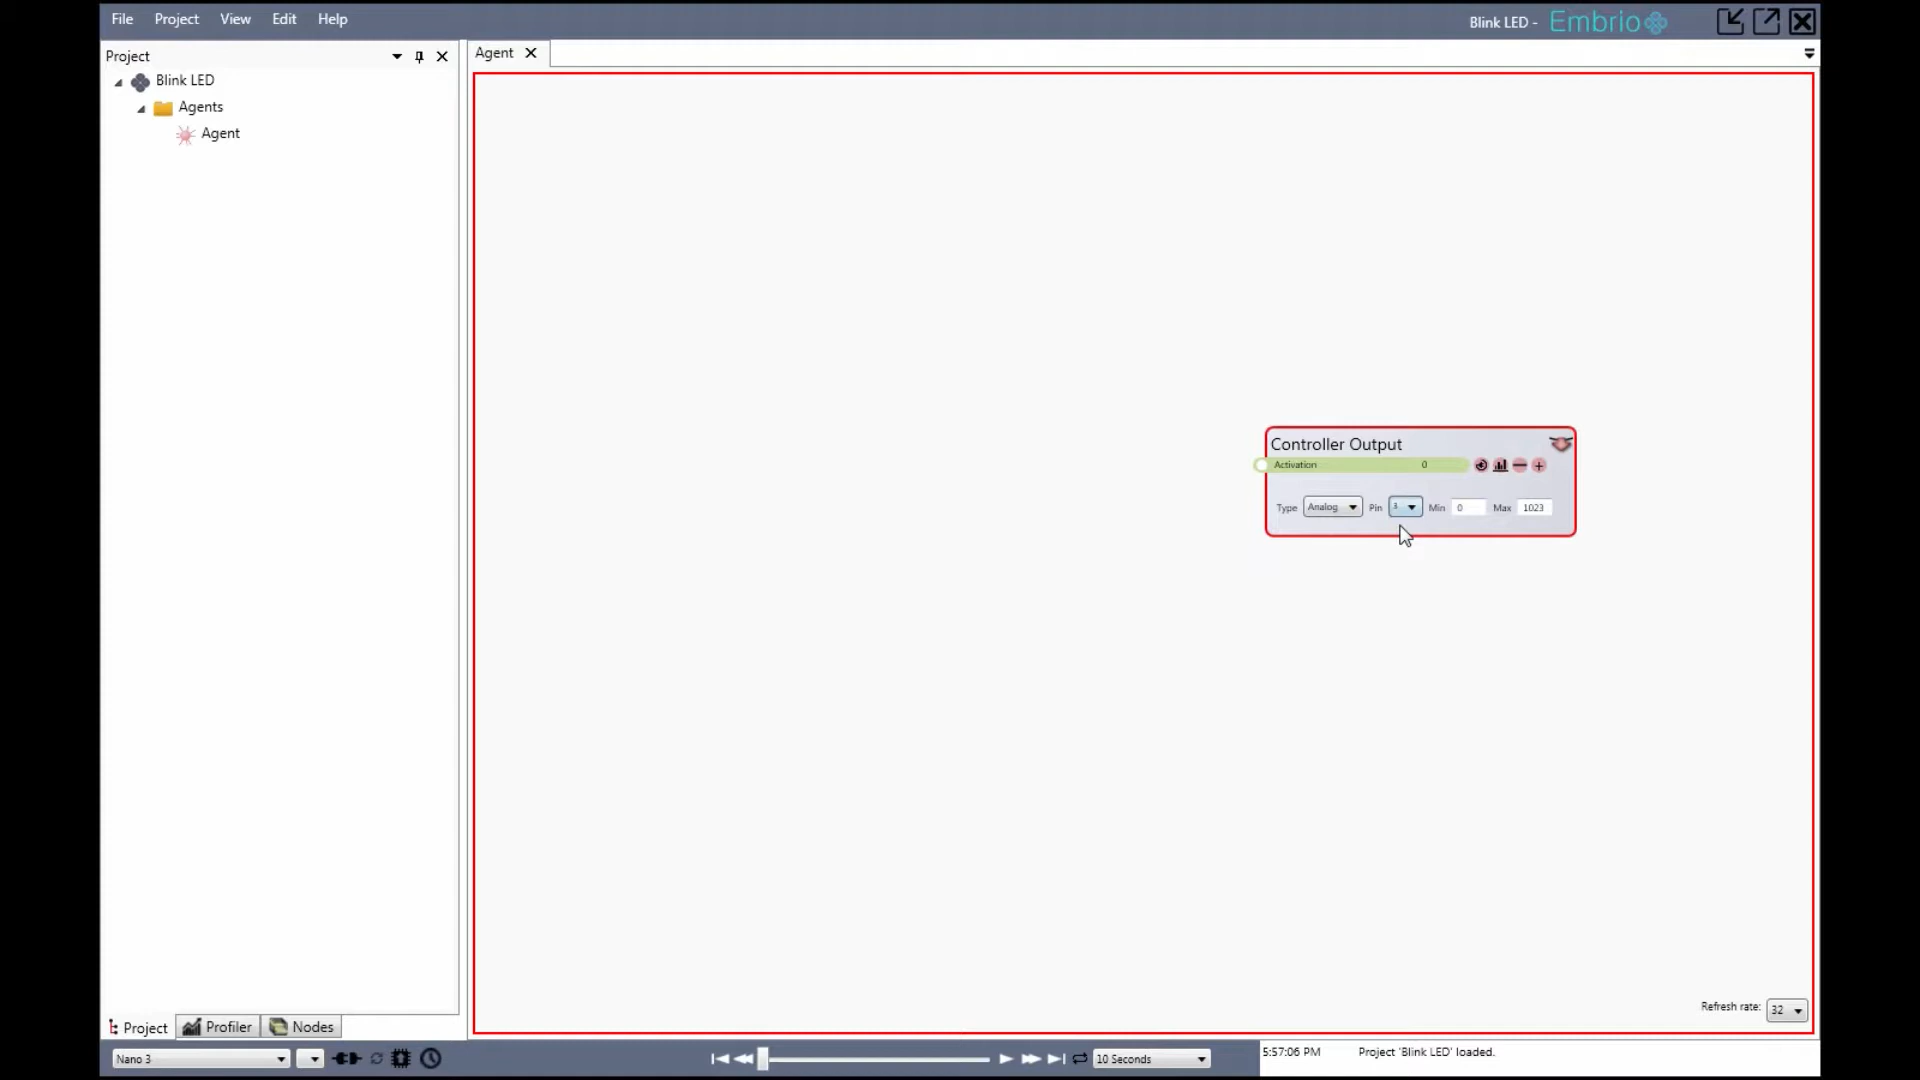 File Project View Edit Help
Blink LED - Embrio
Project
Agent
Blink LED
Agents
Agent
Controller Output
Activation 0
Type Analog Pin 3 Min 0 Max 1023
Refresh rate: 32
Project Profiler Nodes
Nano 3
10 Seconds
5:57:06 PM Project 'Blink LED' loaded.